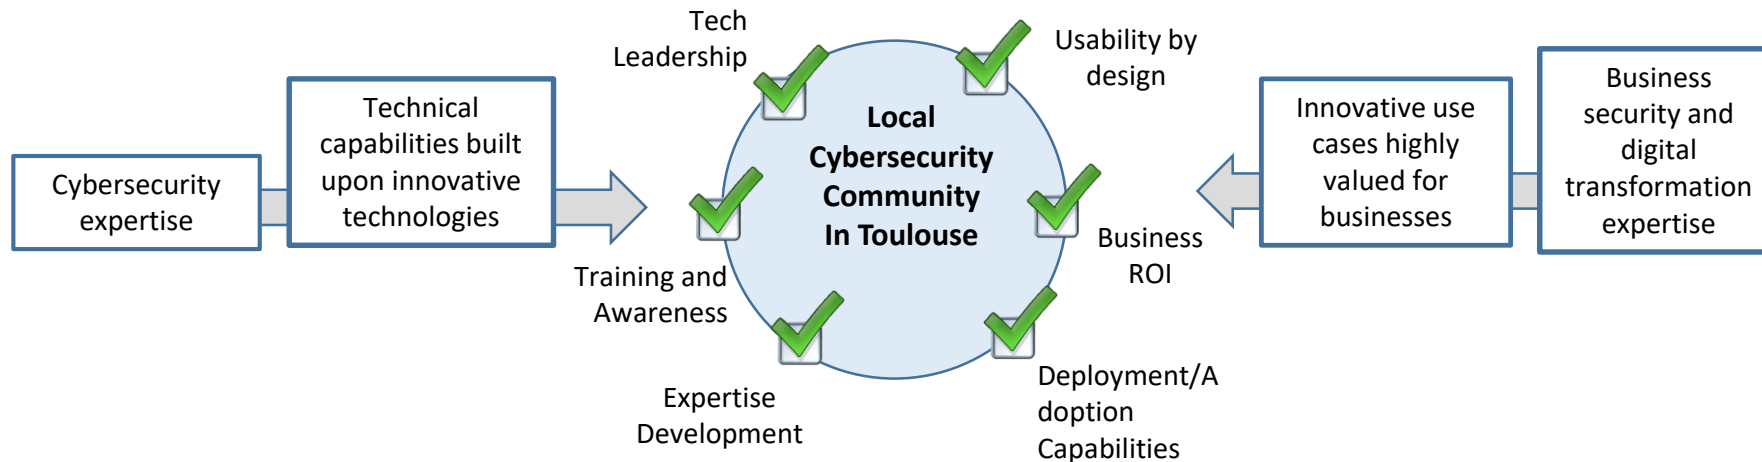 Cybersecurity
expertise
Technical
capabilities built
upon innovative
technologies
Tech
Leadership
Training and
Awareness
Expertise
Development
Local
Cybersecurity
Community
In Toulouse
Usability by
design
Business
ROI
Deployment/A
doption
Capabilities
Innovative use
cases highly
valued for
businesses
Business
security and
digital
transformation
expertise